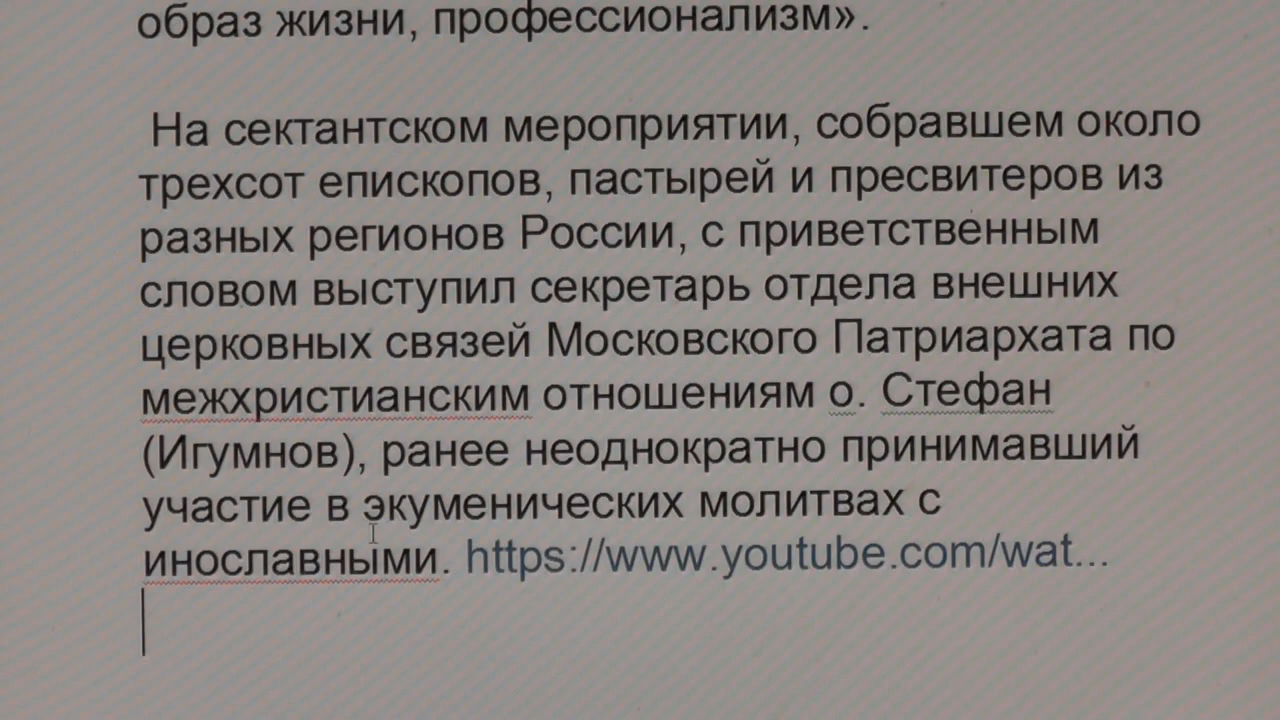 образ жизни, профессионализм».
На сектантском мероприятии, собравшем около
трехсот епископов, пастырей и пресвитеров из
разных регионов России, с приветственным
словом выступил секретарь отдела внешних
церковных связей Московского Патриархата по
межхристианским отношениям о. Стефан
(Игумнов), ранее неоднократно принимавший
участие в экуменических молитвах с
инославными. https://www.youtube.com/wat...